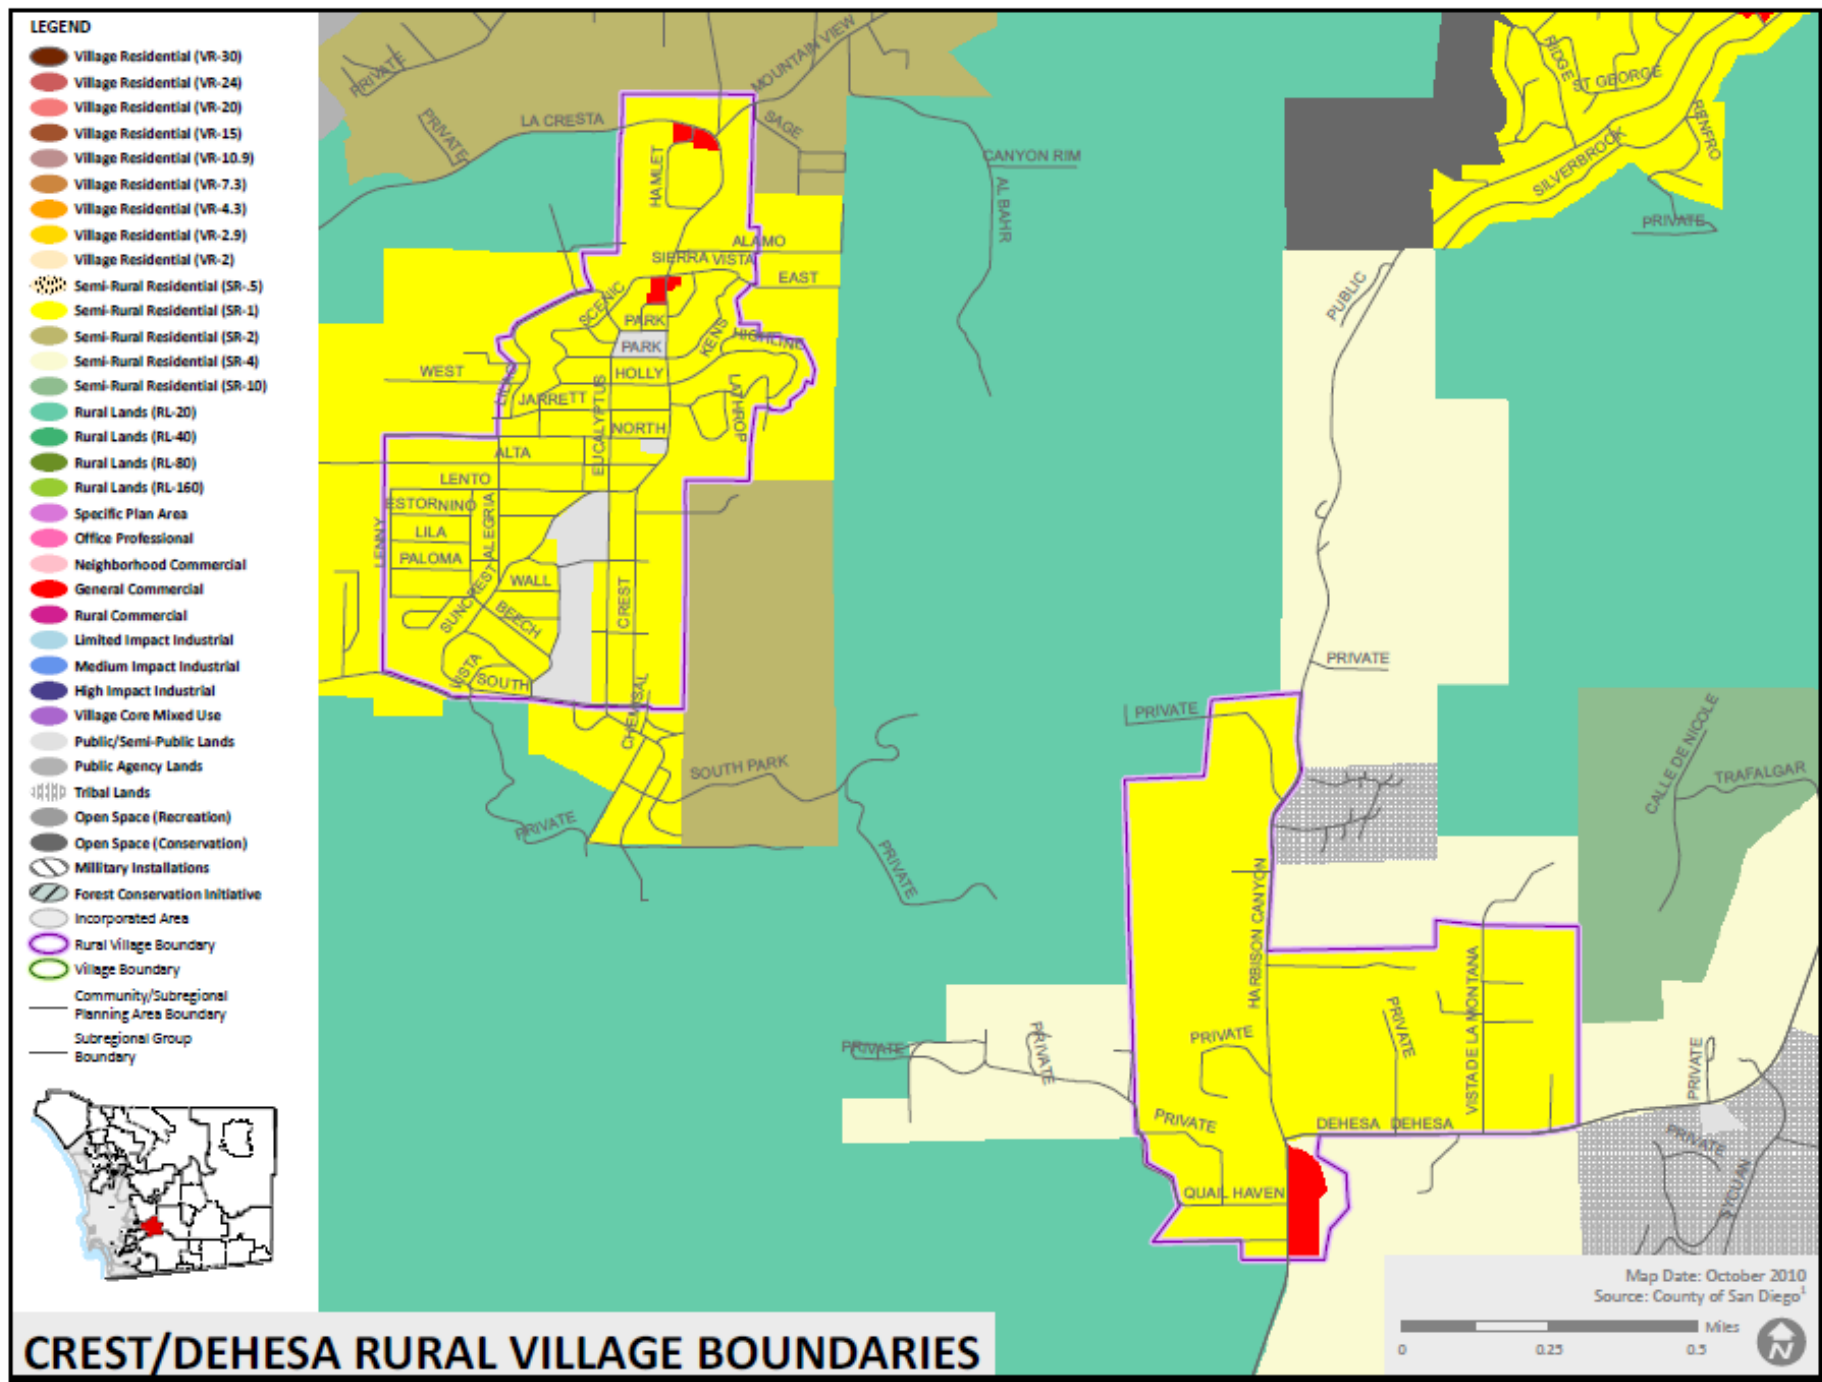 LEGEND
Village Residential (VR-30)
Village Residential (VR-24)
Village Residential (VR-20)
Village Residential (VR-15)
Village Residential (VR-10.9)
Village Residential (VR-7.3)
Village Residential (VR-4.3)
Village Residential (VR-2.9)
Village Residential (VR-2)
Semi-Rural Residential (SR-.5)
Semi-Rural Residential (SR-1)
Semi-Rural Residential (SR-2)
Semi-Rural Residential (SR-4)
Semi-Rural Residential (SR-10)
Rural Lands (RL-20)
Rural Lands (RL-40)
Rural Lands (RL-80)
Rural Lands (RL-160)
Specific Plan Area
Office Professional
Neighborhood Commercial
General Commercial
Rural Commercial
Limited Impact Industrial
Medium Impact Industrial
High Impact Industrial
Village Core Mixed Use
Public/Semi-Public Lands
Public Agency Lands
Tribal Lands
Open Space (Recreation)
Open Space (Conservation)
Military Installations
Forest Conservation Initiative
Incorporated Area
Rural Village Boundary
Village Boundary
Community/Subregional
Planning Area Boundary
Subregional Group
Boundary
PRIVATE
MOUNTAIN VIEW
PRIVATE
LA CRESTA
SAGE
HAMLET
CANYON RIM
AL BAHR
RIDGE
ST GEORGE
RENFRO
SILVERBROOK
PRIVATE
ALAMO
SIERRA VISTA
EAST
SCENIC
PARK
PARK
KENS
HIGHLINE
WEST
LILAC
HOLLY
JARRETT
EUCALYPTUS
LATHROP
NORTH
ALTA
LENTO
ESTORNINO
LENNY
LILA
ALEGRIA
PALOMA
SUNCREST
WALL
BEECH
CREST
VISTA
SOUTH
CHEMISAL
SOUTH PARK
PRIVATE
PRIVATE
PUBLIC
PRIVATE
PRIVATE
CALLE DE NICOLE
TRAFALGAR
HARBISON CANYON
VISTA DE LA MONTANA
PRIVATE
PRIVATE
PRIVATE
PRIVATE
PRIVATE
PRIVATE
DEHESA DEHESA
PRIVATE
SYCUAN
QUAIL HAVEN
Map Date: October 2010
Source: County of San Diego1
Miles
0 0.25 0.5
N
CREST/DEHESA RURAL VILLAGE BOUNDARIES